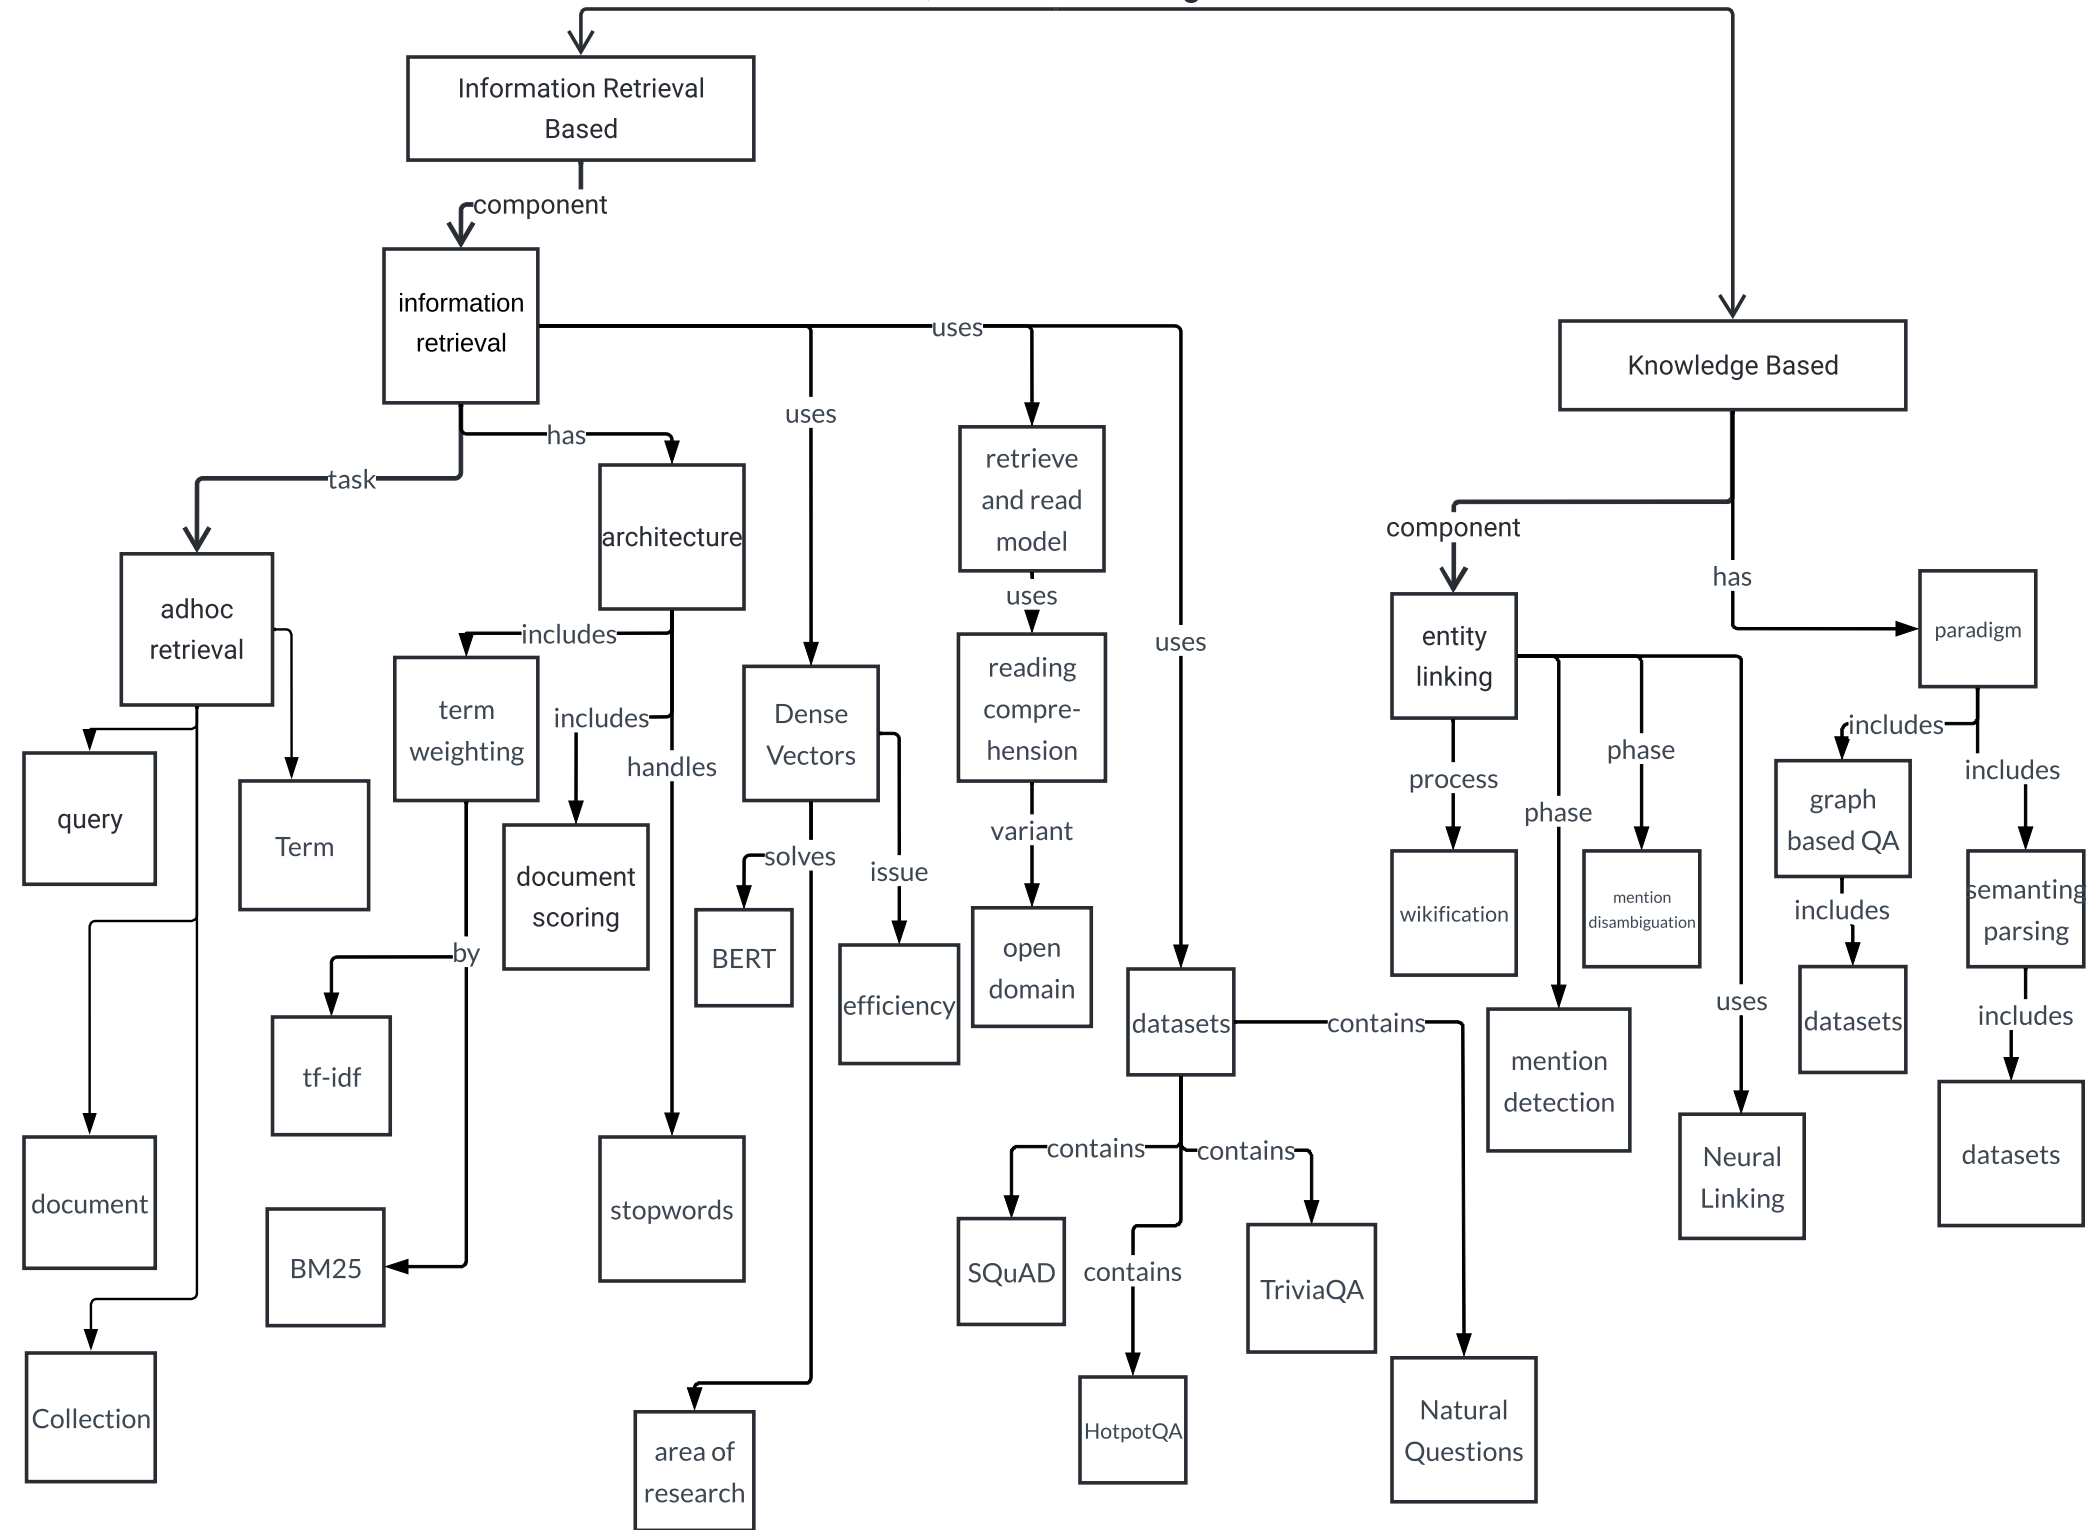 Information Retrieval
Based
component
information
retrieval
uses
Knowledge Based
uses
has
task
retrieve
and read
model
architecture
component
has
uses
adhoc
retrieval
entity
linking
paradigm
includes
uses
reading
compre-
hension
term
weighting
includes
Dense
Vectors
handles
includes
includes
phase
process
phase
query
Term
variant
graph
based QA
solves
issue
document
scoring
semanting
parsing
mention
disambiguation
wikification
includes
by
BERT
efficiency
open
domain
datasets
contains
uses
datasets
includes
tf-idf
mention
detection
contains
contains
datasets
Neural
Linking
document
stopwords
BM25
SQuAD
contains
TriviaQA
Collection
HotpotQA
Natural
Questions
area of
research